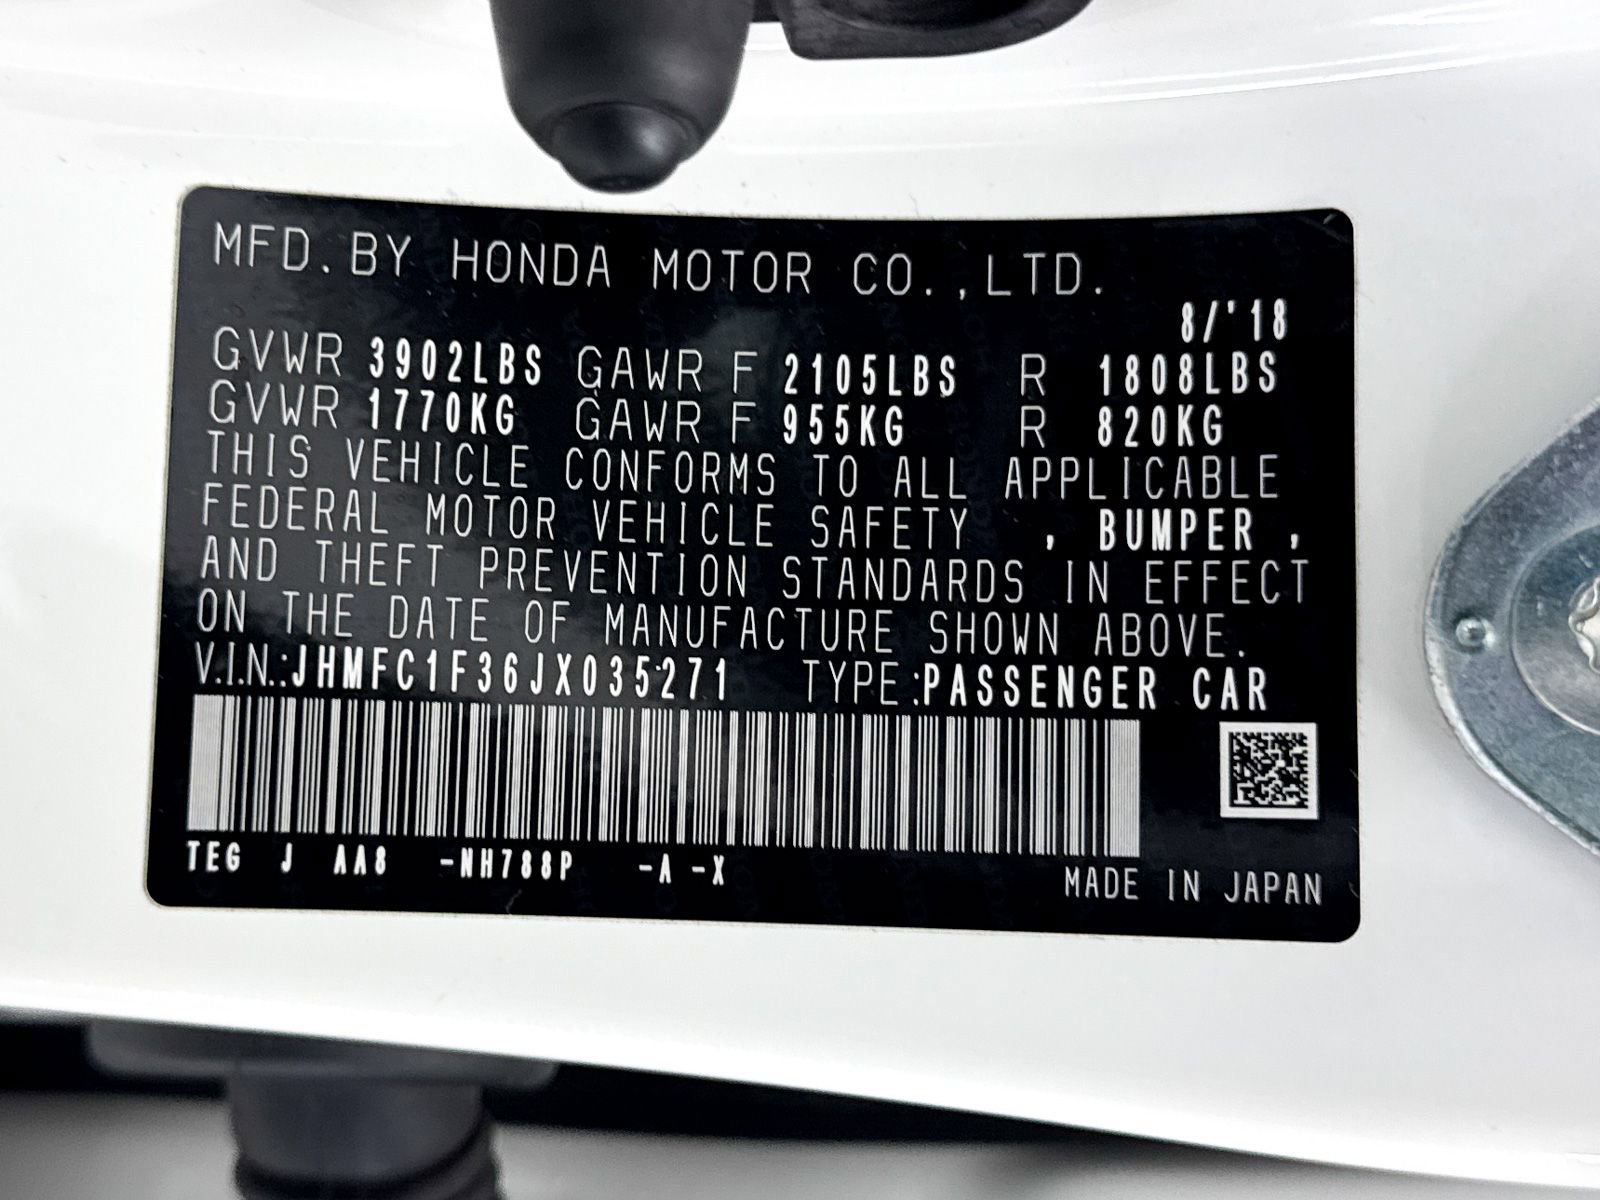 MFD.BY HONDA MOTOR CO.,LTD.
8/'18
GVWR 3902LBS GAWR F 2105LBS R 1808LBS
GVWR 1770KG GAWR F 955KG R 820KG
THIS VEHICLE CONFORMS TO ALL APPLICABLE
FEDERAL MOTOR VEHICLE SAFETY , BUMPER ,
AND THEFT PREVENTION STANDARDS IN EFFECT
ON THE DATE OF MANUFACTURE SHOWN ABOVE.
V.I.N.:JHMFC1F36JX035271 TYPE:PASSENGER CAR
TEG J AA8 -NH788P -A -X
MADE IN JAPAN